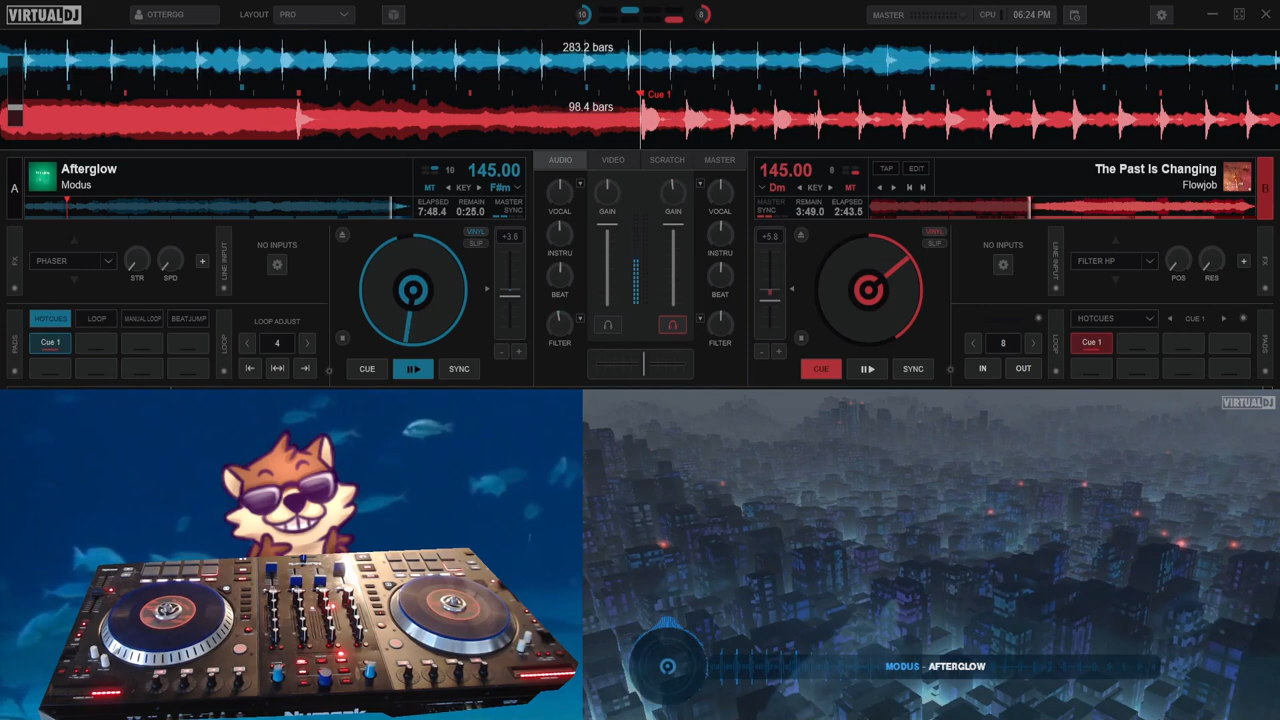 VIRTUALDJ
OTTERGG
LAYOUT
PRO
10
8
MASTER
CPU
06:24 PM
283.2 bars
Cue 1
98.4 bars
A
Afterglow
Modus
10
145.00
MT
KEY
F#m
ELAPSED
7:48.4
REMAIN
0:25.0
MASTER
SYNC
AUDIO
VIDEO
SCRATCH
MASTER
145.00
8
Dm
KEY
MT
MASTER
SYNC
ELAPSED
3:49.0
REMAIN
2:43.5
TAP
EDIT
The Past Is Changing
Flowjob
B
FX
PHASER
STR
SPD
LINE INPUT
NO INPUTS
VINYL
SLIP
+3.6
VOCAL
INSTRU
BEAT
FILTER
GAIN
GAIN
VOCAL
INSTRU
BEAT
FILTER
+5.8
VINYL
SLIP
NO INPUTS
LINE INPUT
FILTER HP
POS
RES
FX
PADS
HOTCUES
LOOP
MANUAL LOOP
BEATJUMP
Cue 1
LOOP
LOOP ADJUST
4
CUE
SYNC
CUE
SYNC
8
IN
OUT
LOOP
HOTCUES
CUE 1
Cue 1
PADS
VIRTUALDJ
MODUS - AFTERGLOW
Numark